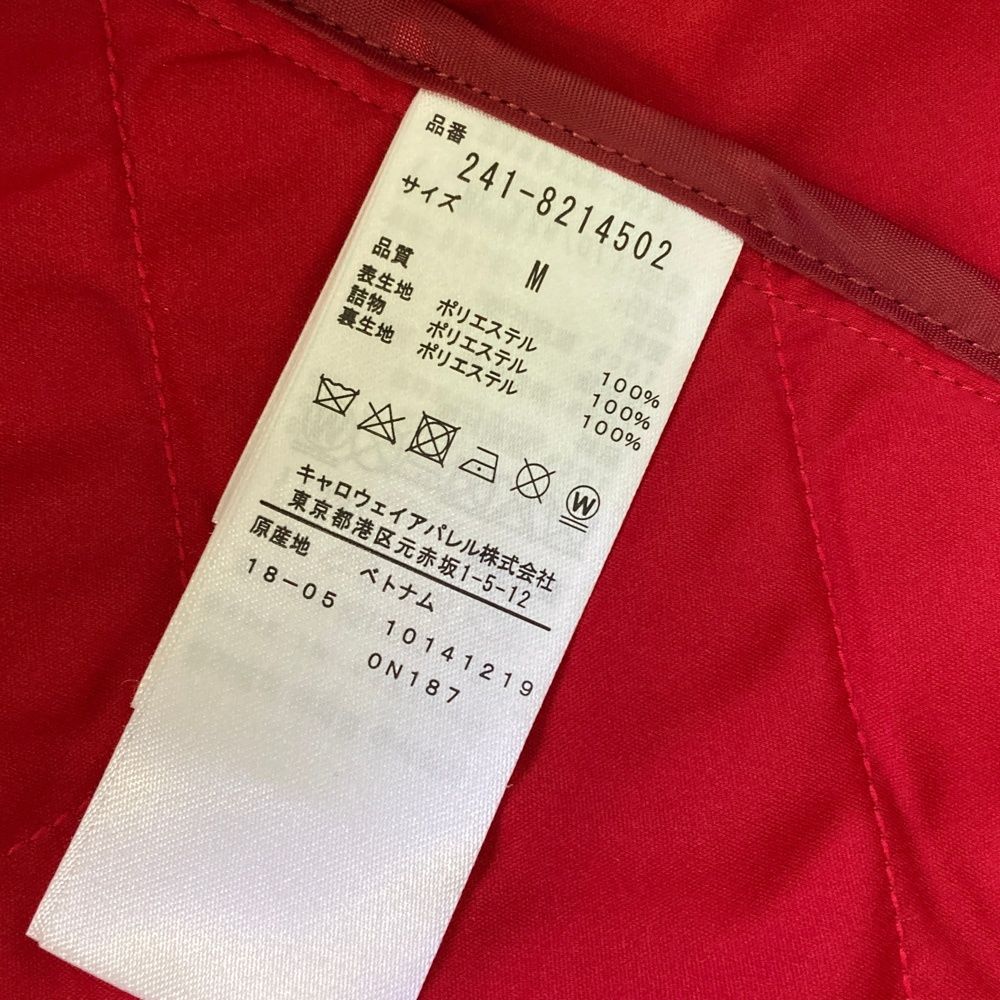 品番
241-8214502
サイズ
M
品質
表生地 ポリエステル 100%
詰物 ポリエステル 100%
裏生地 ポリエステル 100%
W
キャロウェイアパレル株式会社
東京都港区元赤坂1-5-12
原産地 ベトナム
18-05 10141219
0N187